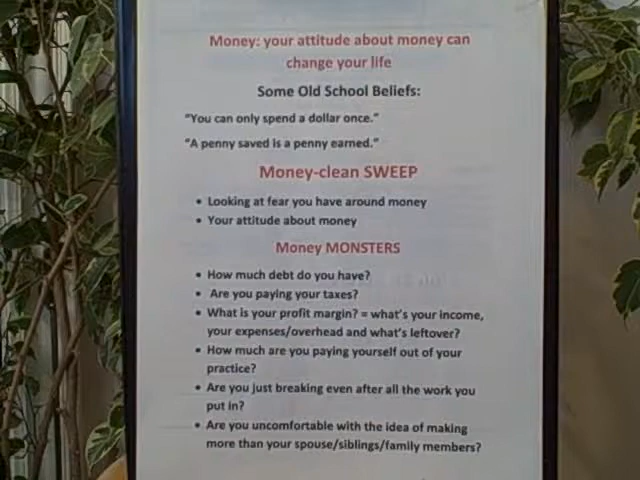 Money: your attitude about money can
change your life
Some Old School Beliefs:
"You can only spend a dollar once."
"A penny saved is a penny earned."
Money-clean SWEEP
• Looking at fear you have around money
• Your attitude about money
Money MONSTERS
• How much debt do you have?
• Are you paying your taxes?
• What is your profit margin? = what's your income,
your expenses/overhead and what's leftover?
• How much are you paying yourself out of your
practice?
• Are you just breaking even after all the work you
put in?
• Are you uncomfortable with the idea of making
more than your spouse/siblings/family members?